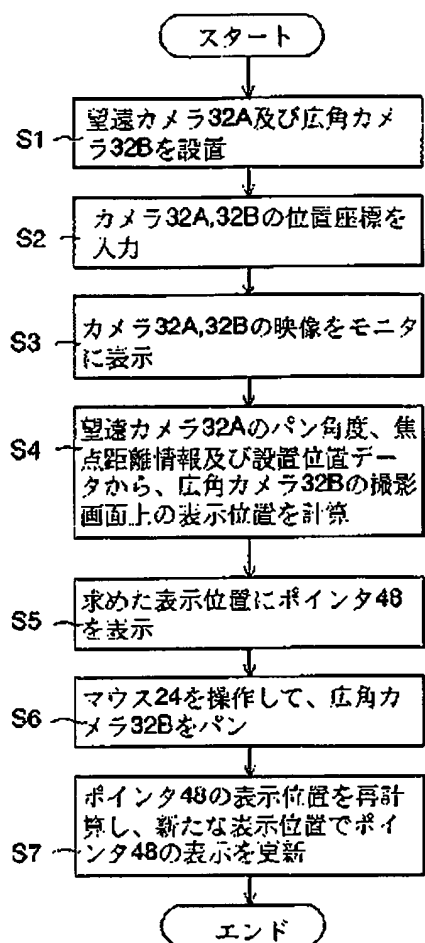 スタート
S1
望遠カメラ32A及び広角カメ
ラ32Bを設置
S2
カメラ32A,32Bの位置座標を
入力
S3
カメラ32A,32Bの映像をモニタ
に表示
S4
望遠カメラ32Aのパン角度、焦
点距離情報及び設置位置デー
タから、広角カメラ32Bの撮影
画面上の表示位置を計算
S5
求めた表示位置にポインタ48
を表示
S6
マウス24を操作して、広角カ
メラ32Bをパン
S7
ポインタ48の表示位置を再計
算し、新たな表示位置でポイ
ンタ48の表示を更新
エンド